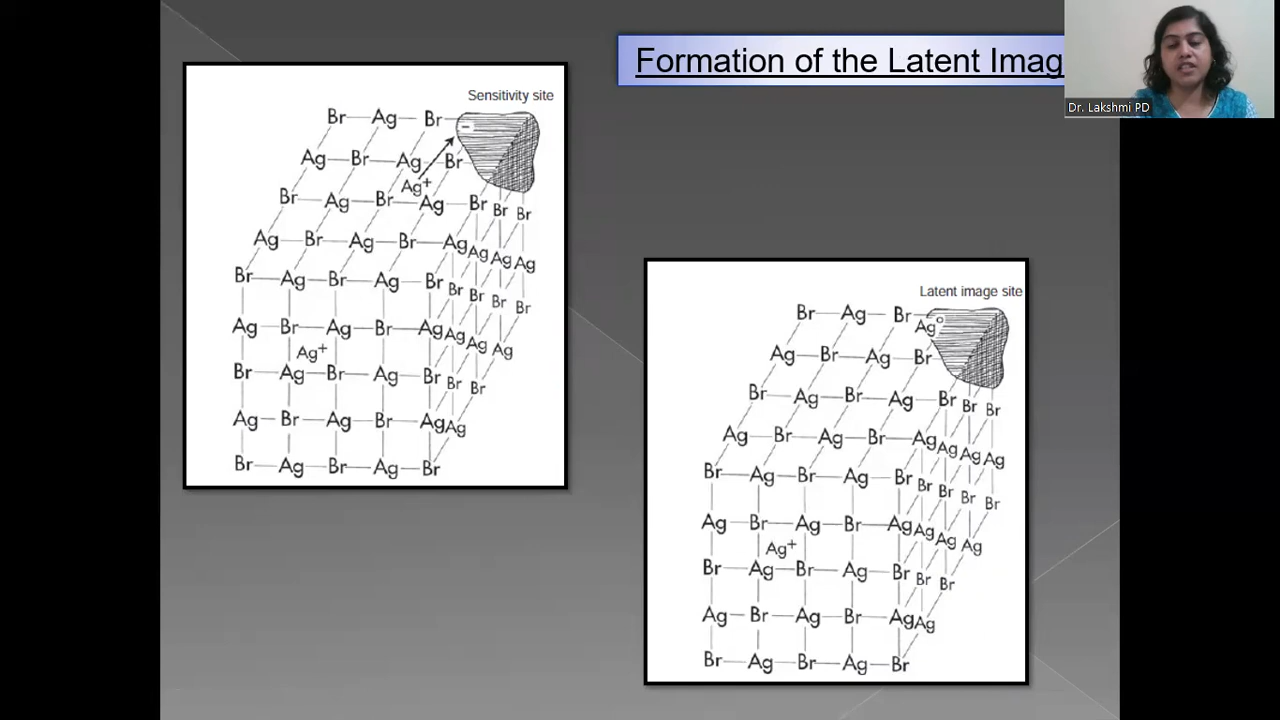 Formation of the Latent Imag
Dr. Lakshmi PD
Sensitivity site
Br Ag Br
-
Ag Br Ag Br
Ag+
Br Ag Br Ag Br Br Br
Ag Br Ag Br Ag Ag Ag Ag
Br Ag Br Ag Br Br Br Br Br
Ag Br Ag Br Ag Ag Ag Ag
Ag+
Br Ag Br Ag Br Br Br
Ag Br Ag Br Ag Ag
Br Ag Br Ag Br
Latent image site
Br Ag Br
Ag°
Ag Br Ag Br
Br Ag Br Ag Br Br Br
Ag Br Ag Br Ag Ag Ag Ag
Br Ag Br Ag Br Br Br Br Br
Ag Br Ag Br Ag Ag Ag Ag
Ag+
Br Ag Br Ag Br Br Br
Ag Br Ag Br Ag Ag
Br Ag Br Ag Br